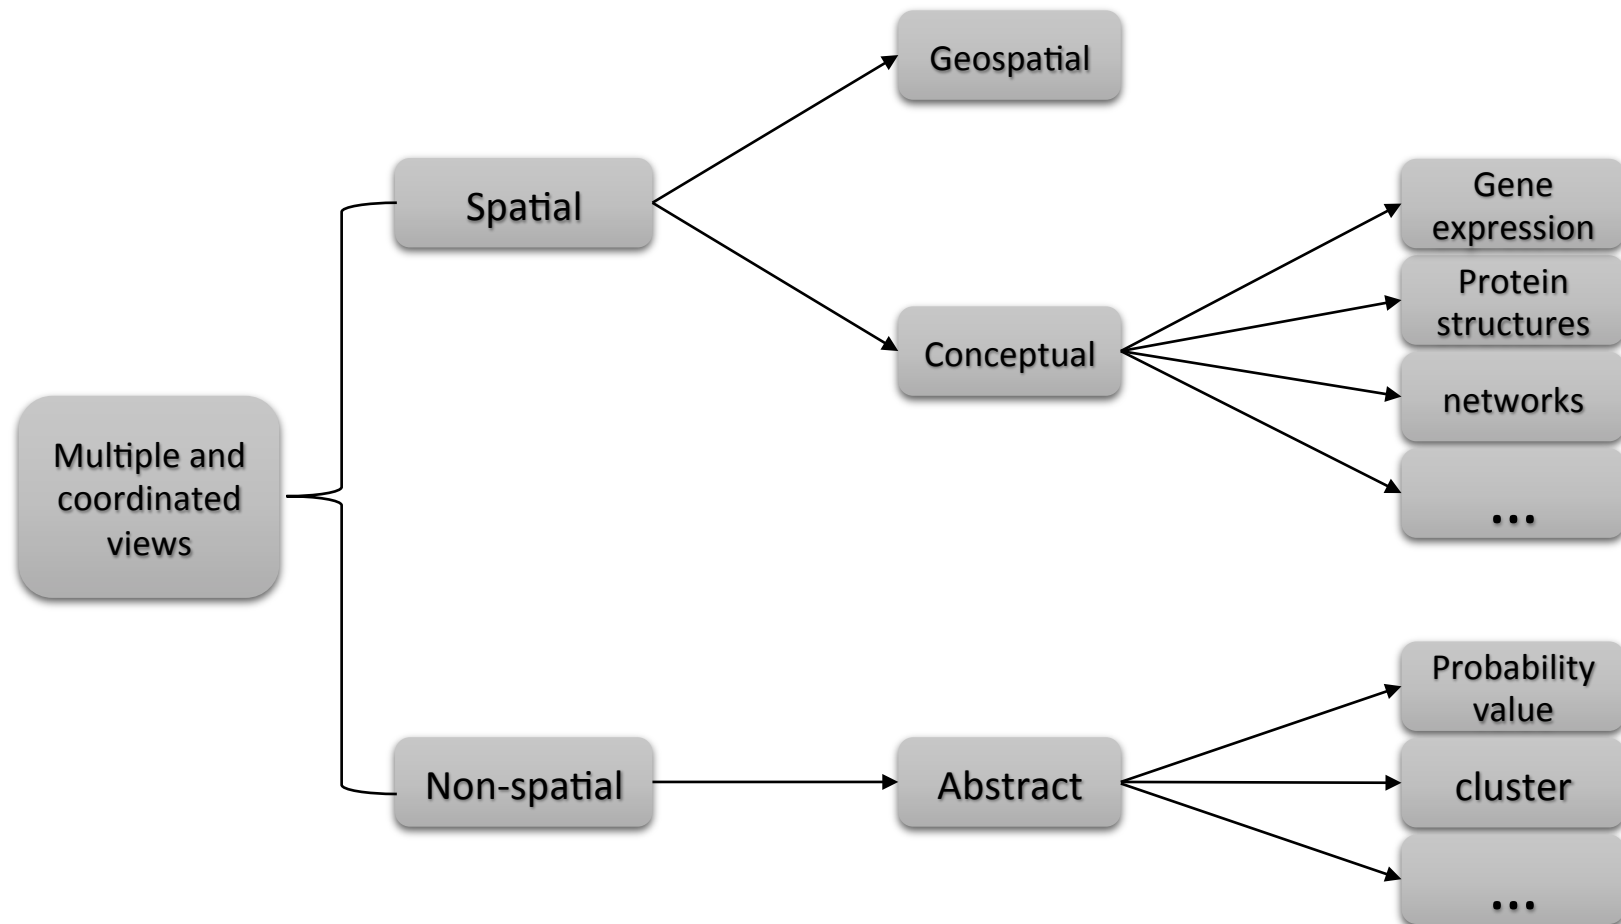 Geospatial
Spatial
Gene
expression
Protein
structures
Conceptual
networks
...
Multiple and
coordinated
views
Probability
value
Non-spatial
Abstract
cluster
...